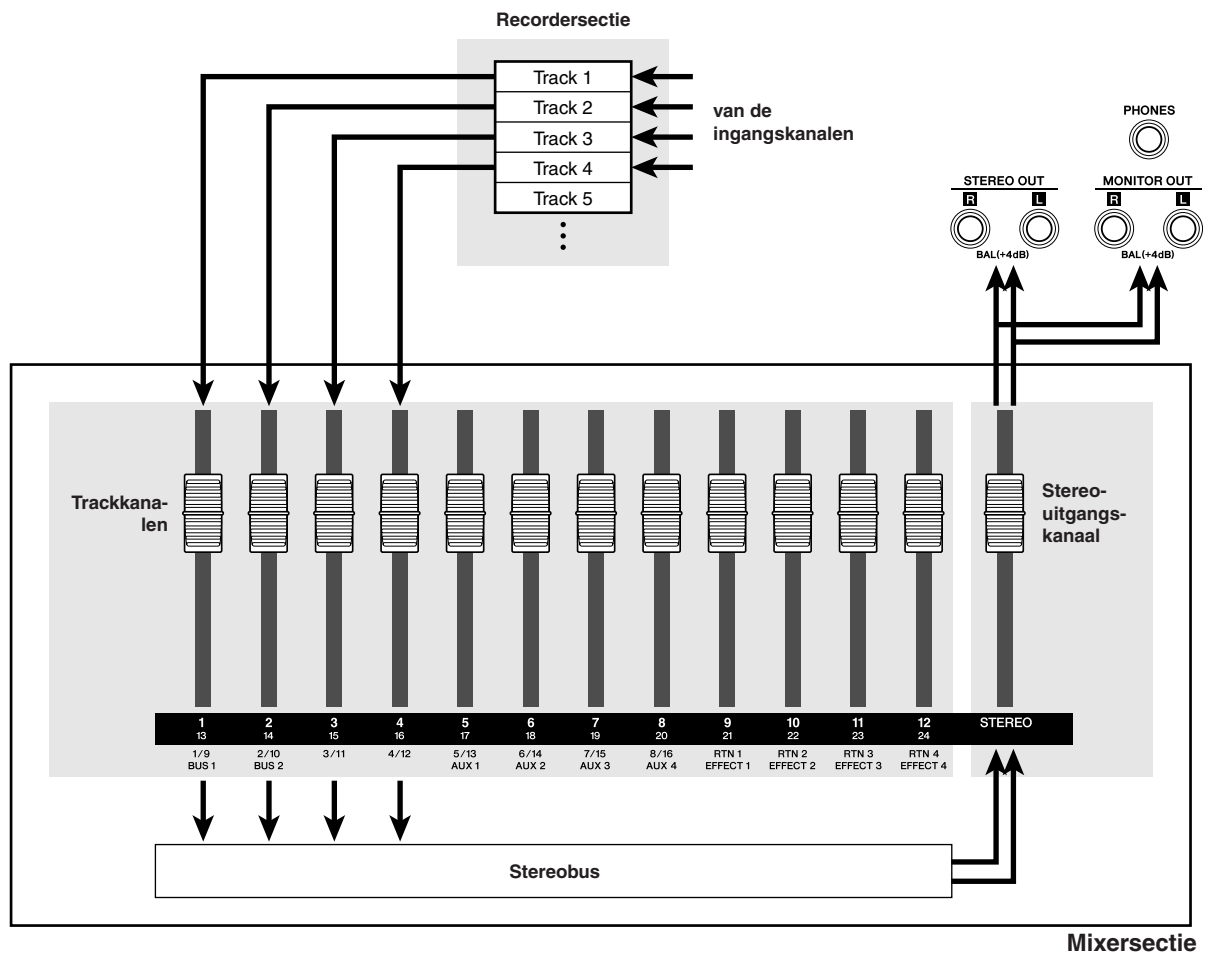 Recordersectie
Track 1
Track 2
Track 3
Track 4
Track 5
van de
ingangskanalen
PHONES
STEREO OUT
R L
BAL(+4dB)
MONITOR OUT
R L
BAL(+4dB)
Trackkana-
len
Stereo-
uitgangs-
kanaal
1 2 3 4 5 6 7 8 9 10 11 12 STEREO
13 14 15 16 17 18 19 20 21 22 23 24
1/9 2/10 3/11 4/12 5/13 6/14 7/15 8/16 RTN 1 RTN 2 RTN 3 RTN 4
BUS 1 BUS 2 AUX 1 AUX 2 AUX 3 AUX 4 EFFECT 1 EFFECT 2 EFFECT 3 EFFECT 4
Stereobus
Mixersectie